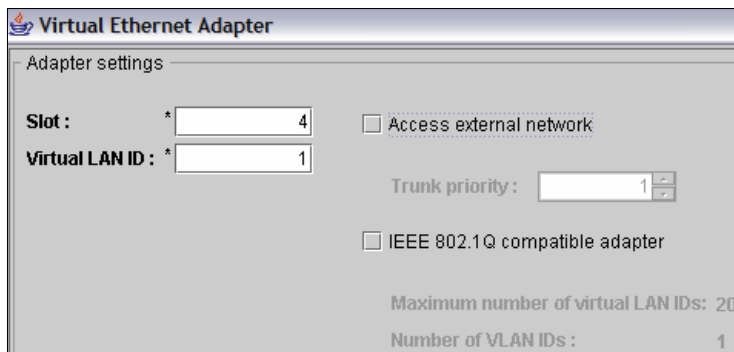 Virtual Ethernet Adapter
Adapter settings
Slot : * 4
Access external network
Virtual LAN ID : * 1
Trunk priority : 1
IEEE 802.1Q compatible adapter
Maximum number of virtual LAN IDs: 20
Number of VLAN IDs : 1